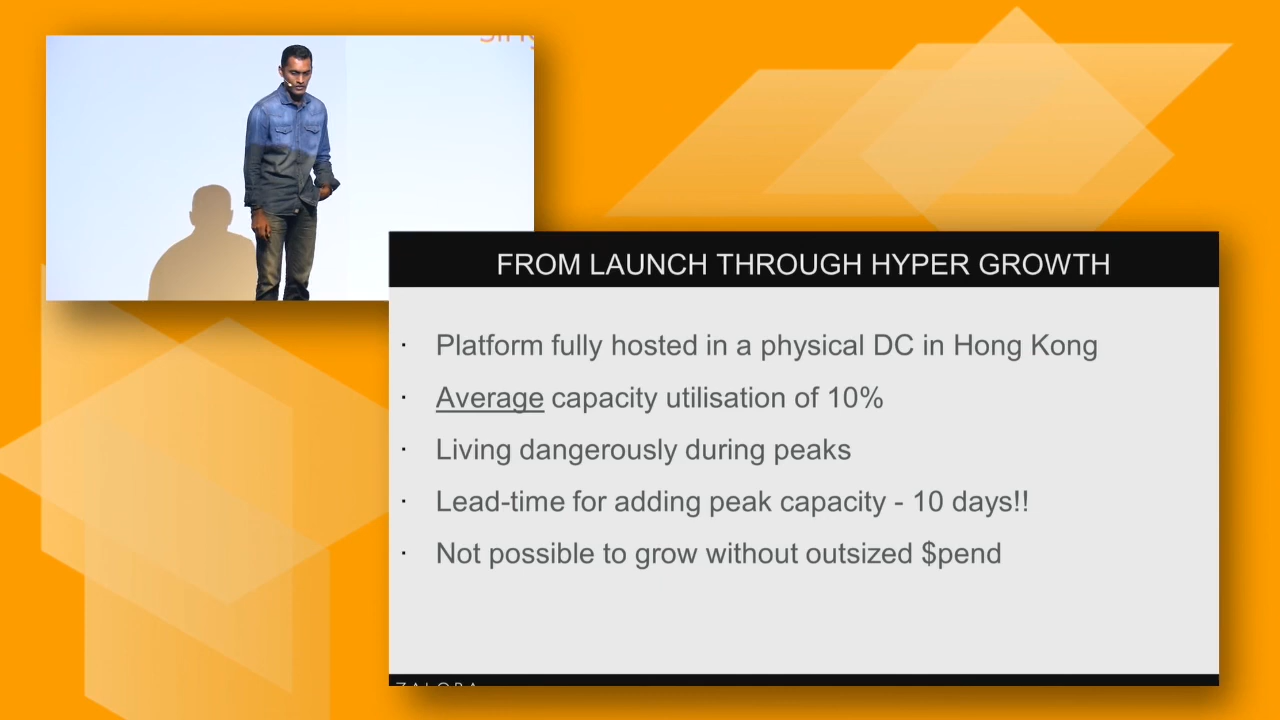 FROM LAUNCH THROUGH HYPER GROWTH
· Platform fully hosted in a physical DC in Hong Kong
· Average capacity utilisation of 10%
· Living dangerously during peaks
· Lead-time for adding peak capacity - 10 days!!
· Not possible to grow without outsized $pend
ZALORA